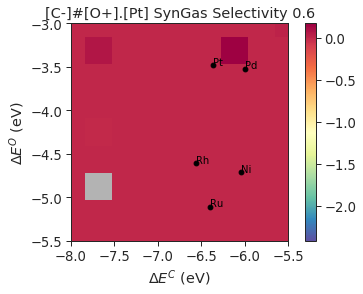 [C-]#[O+].[Pt] SynGas Selectivity 0.6
−3.0
−3.5
−4.0
−4.5
−5.0
−5.5
ΔE^O (eV)
Pt
Pd
Rh
Ni
Ru
−8.0 −7.5 −7.0 −6.5 −6.0 −5.5
ΔE^C (eV)
0.0
−0.5
−1.0
−1.5
−2.0